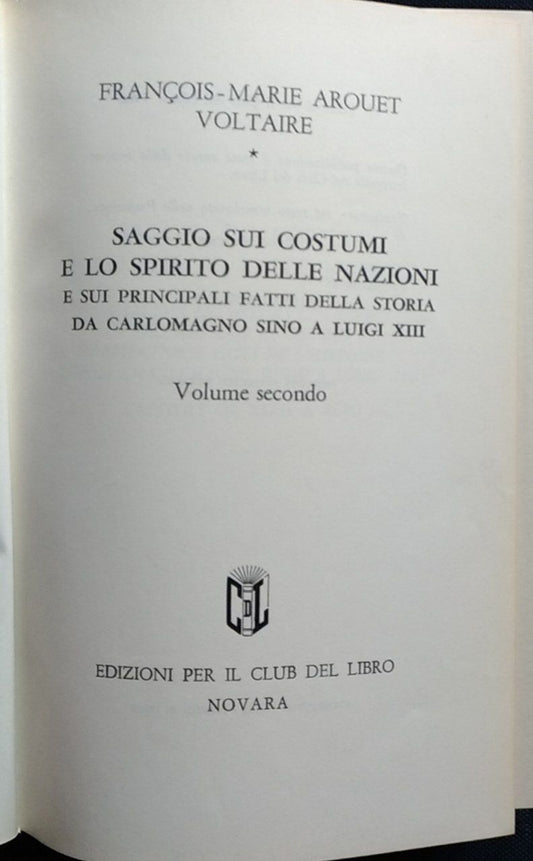 FRANÇOIS-MARIE AROUET
VOLTAIRE
*
SAGGIO SUI COSTUMI
E LO SPIRITO DELLE NAZIONI
E SUI PRINCIPALI FATTI DELLA STORIA
DA CARLOMAGNO SINO A LUIGI XIII
Volume secondo
CDL
EDIZIONI PER IL CLUB DEL LIBRO
NOVARA